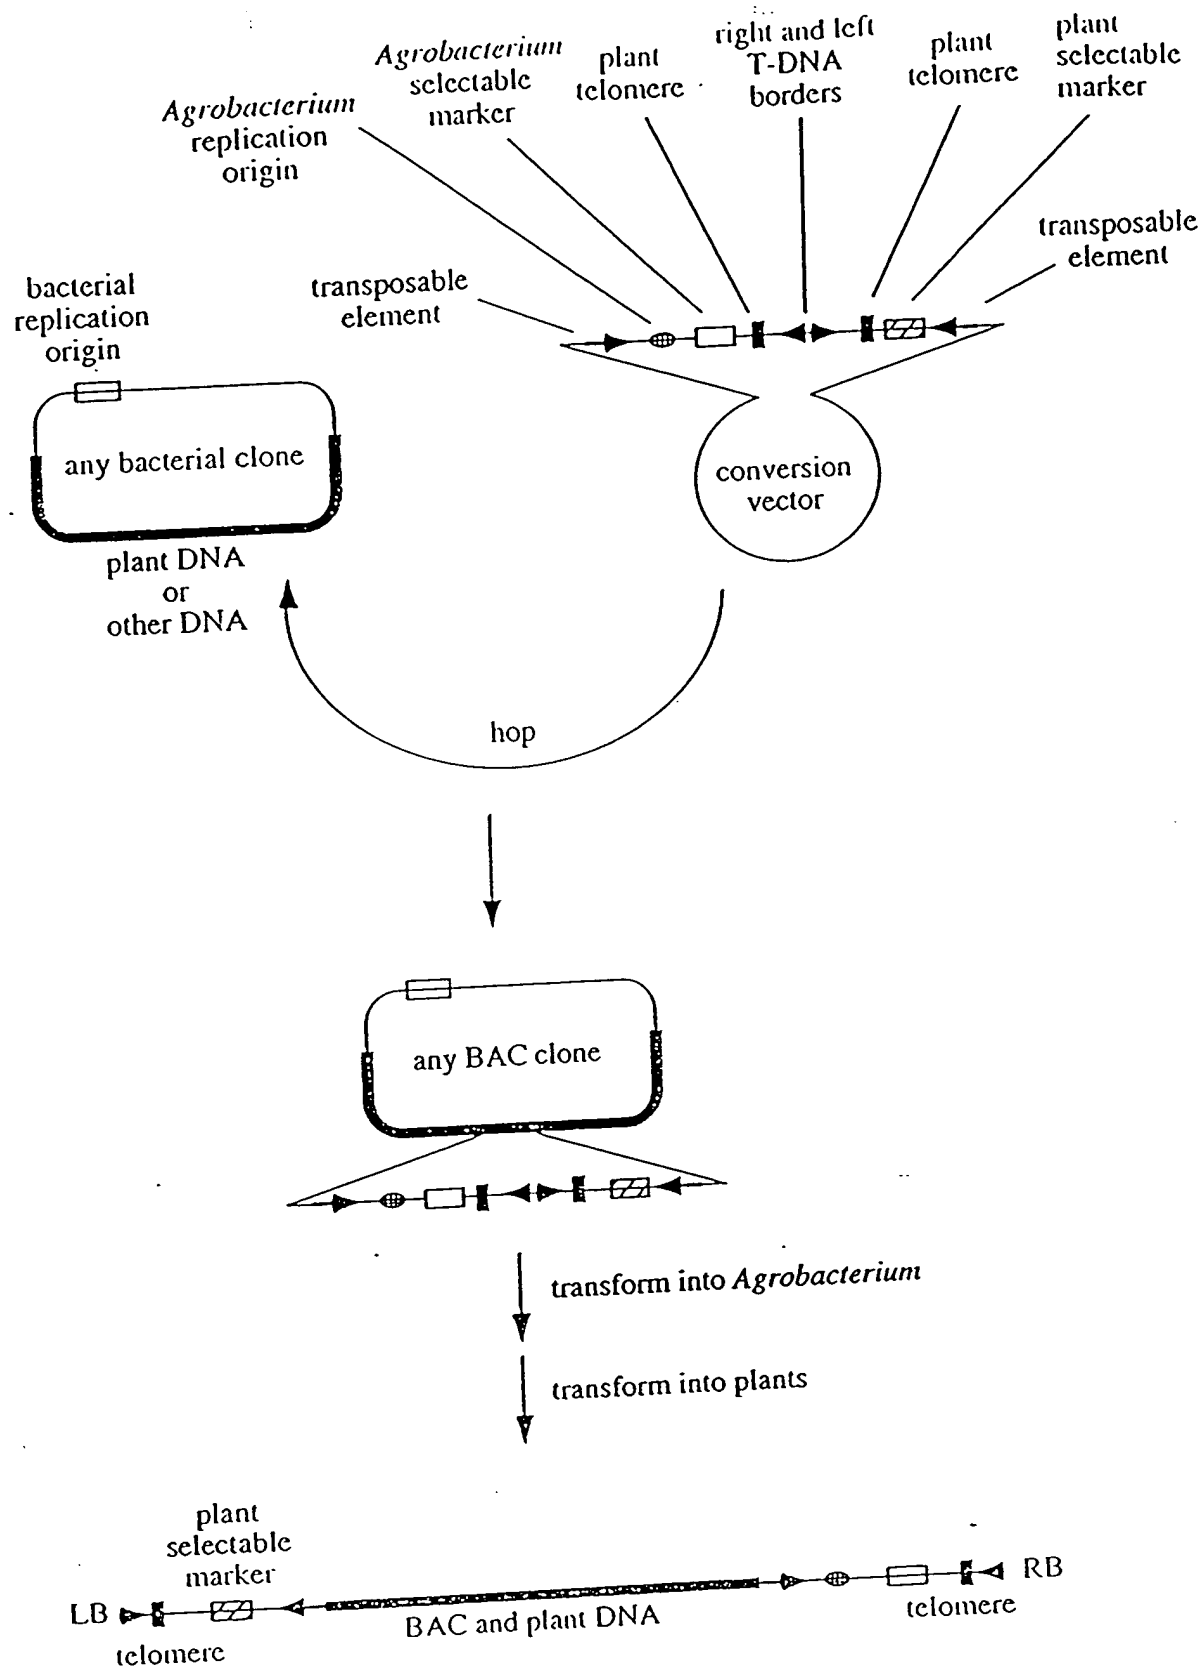 Agrobacterium
replication
origin
Agrobacterium
selectable
marker
plant
telomere
right and left
T-DNA
borders
plant
telomere
plant
selectable
marker
transposable
element
transposable
element
bacterial
replication
origin
any bacterial clone
plant DNA
or
other DNA
conversion
vector
hop
any BAC clone
transform into Agrobacterium
transform into plants
plant
selectable
marker
LB
telomere
BAC and plant DNA
telomere
RB